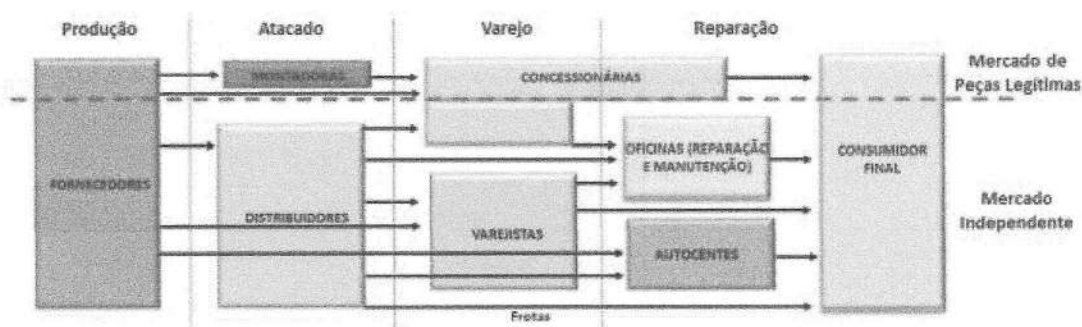 Produção
Atacado
Varejo
Reparação
MONTADORAS
CONCESSIONÁRIAS
Mercado de
Peças Legítimas
FORNECEDORES
DISTRIBUIDORES
VAREJISTAS
OFICINAS (REPARAÇÃO
E MANUTENÇÃO)
AUTOCENTES
CONSUMIDOR
FINAL
Mercado
Independente
Frotas